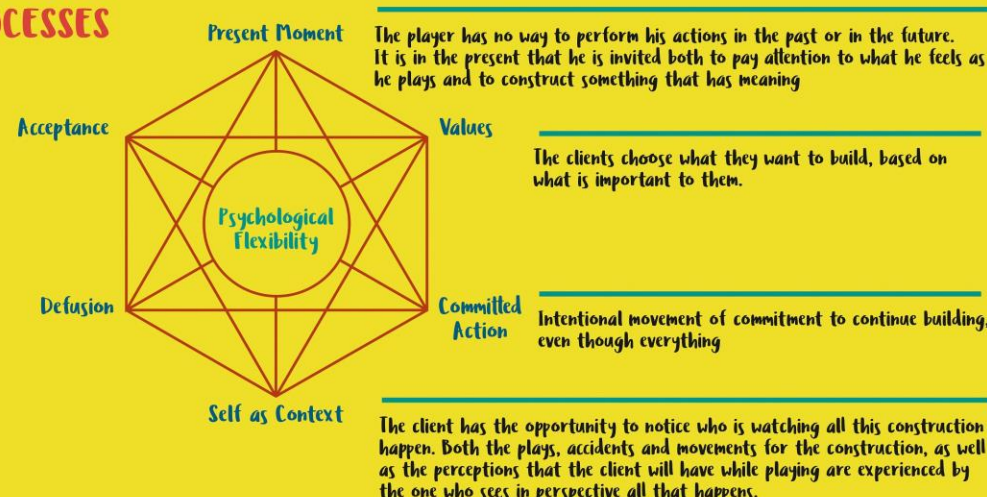 Present Moment
The player has no way to perform his actions in the past or in the future.
It is in the present that he is invited both to pay attention to what he feels as
he plays and to construct something that has meaning
Acceptance
Values
The clients choose what they want to build, based on
what is important to them.
Psychological
Flexibility
Defusion
Committed
Action
Intentional movement of commitment to continue building,
even though everything
Self as Context
The client has the opportunity to notice who is watching all this construction
happen. Both the plays, accidents and movements for the construction, as well
as the perceptions that the client will have while playing are experienced by
the one who sees in perspective all that happens.